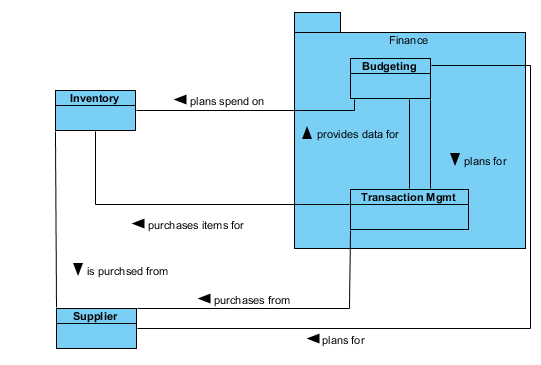 Finance
Budgeting
Inventory
plans spend on
provides data for
plans for
Transaction Mgmt
purchases items for
is purchsed from
purchases from
Supplier
plans for